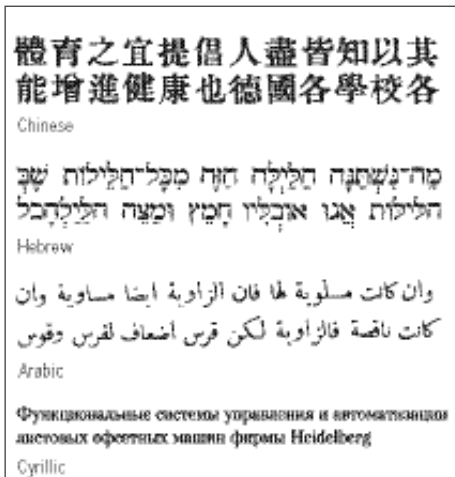 體育之宜提倡人盡皆知以其
能增進健康也德國各學校各
Chinese
מַה־נִּשְׁתַּנָּה הַלַּיְלָה הַזֶּה מִכָּל־הַלֵּילוֹת שֶׁבְּ
הלילות אָנוּ אוֹכְלִין חָמֵץ וּמַצָּה
Hebrew
وان كانت مسلوية لها فان الزاوية ايضا مساوية وان
كانت ناقصة فالزاوية لكن قرس اضعاف لقرس وقوس
Arabic
Функциональные системы управления и автоматизации
листовых офсетных машин фирмы Heidelberg
Cyrillic